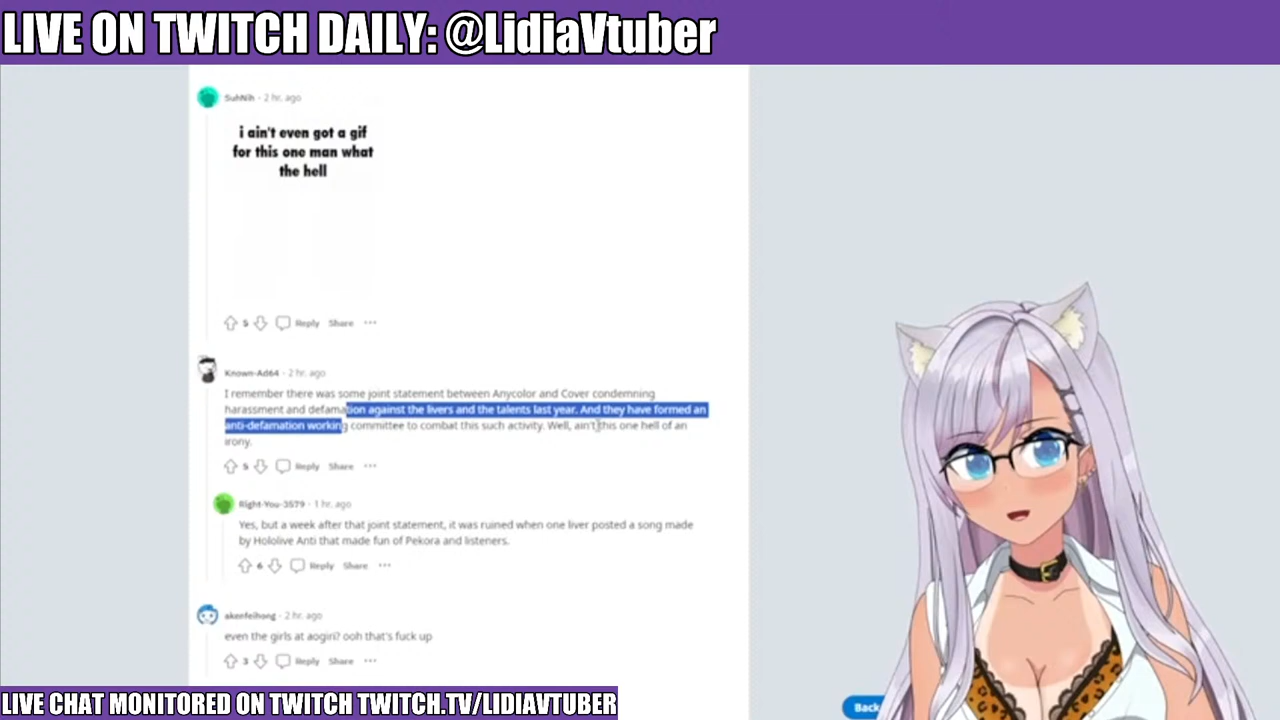 LIVE ON TWITCH DAILY: @LidiaVtuber
SuhNih · 2 hr. ago
i ain't even got a gif
for this one man what
the hell
5 Reply Share ...
Known-Ad64 · 2 hr. ago
I remember there was some joint statement between Anycolor and Cover condemning
harassment and defamation against the livers and the talents last year. And they have formed an
anti-defamation working committee to combat this such activity. Well, ain't this one hell of an
irony.
5 Reply Share ...
Right-You-3579 · 1 hr. ago
Yes, but a week after that joint statement, it was ruined when one liver posted a song made
by Hololive Anti that made fun of Pekora and listeners.
6 Reply Share ...
akenfeihong · 2 hr. ago
even the girls at aogiri? ooh that's fuck up
3 Reply Share ...
Back
LIVE CHAT MONITORED ON TWITCH TWITCH.TV/LIDIAVTUBER